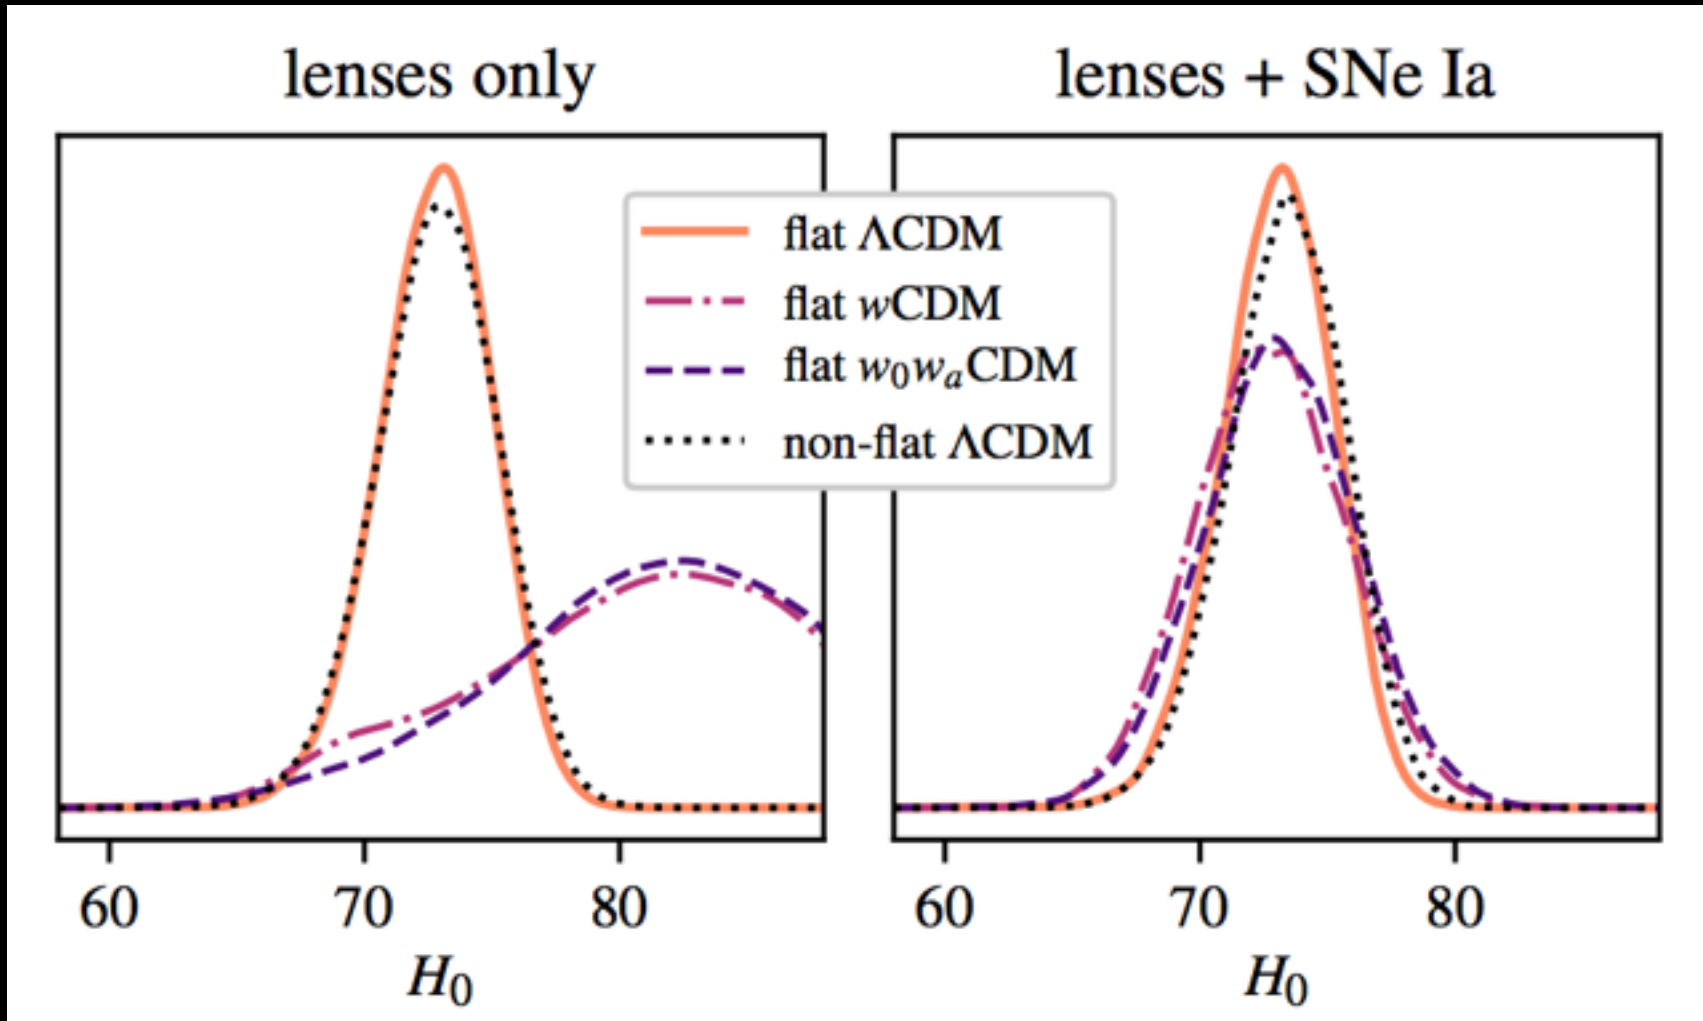 lenses only
lenses + SNe Ia
flat ΛCDM
flat wCDM
flat w₀wₐCDM
non-flat ΛCDM
60 70 80
H₀
60 70 80
H₀